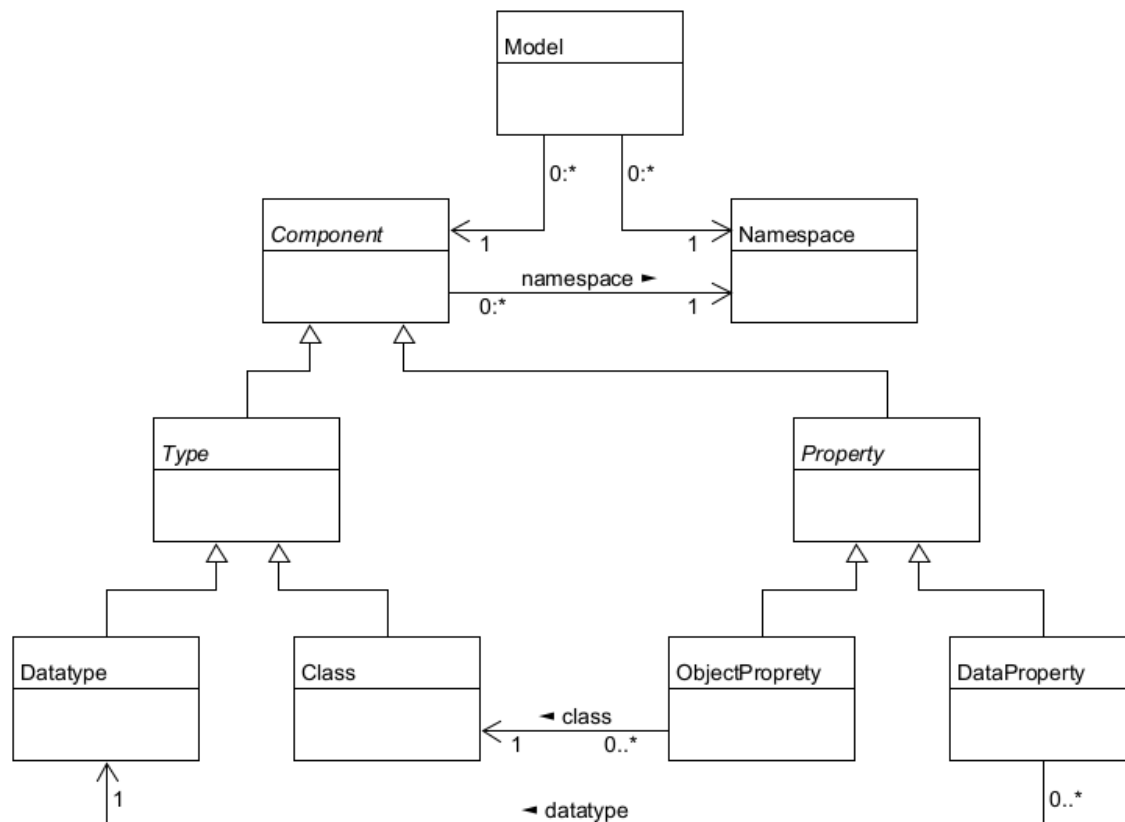 Model
0:*
0:*
Component
1
1
Namespace
namespace ►
0:*
1
Type
Property
Datatype
Class
ObjectProprety
DataProperty
◄ class
1
0..*
1
◄ datatype
0..*